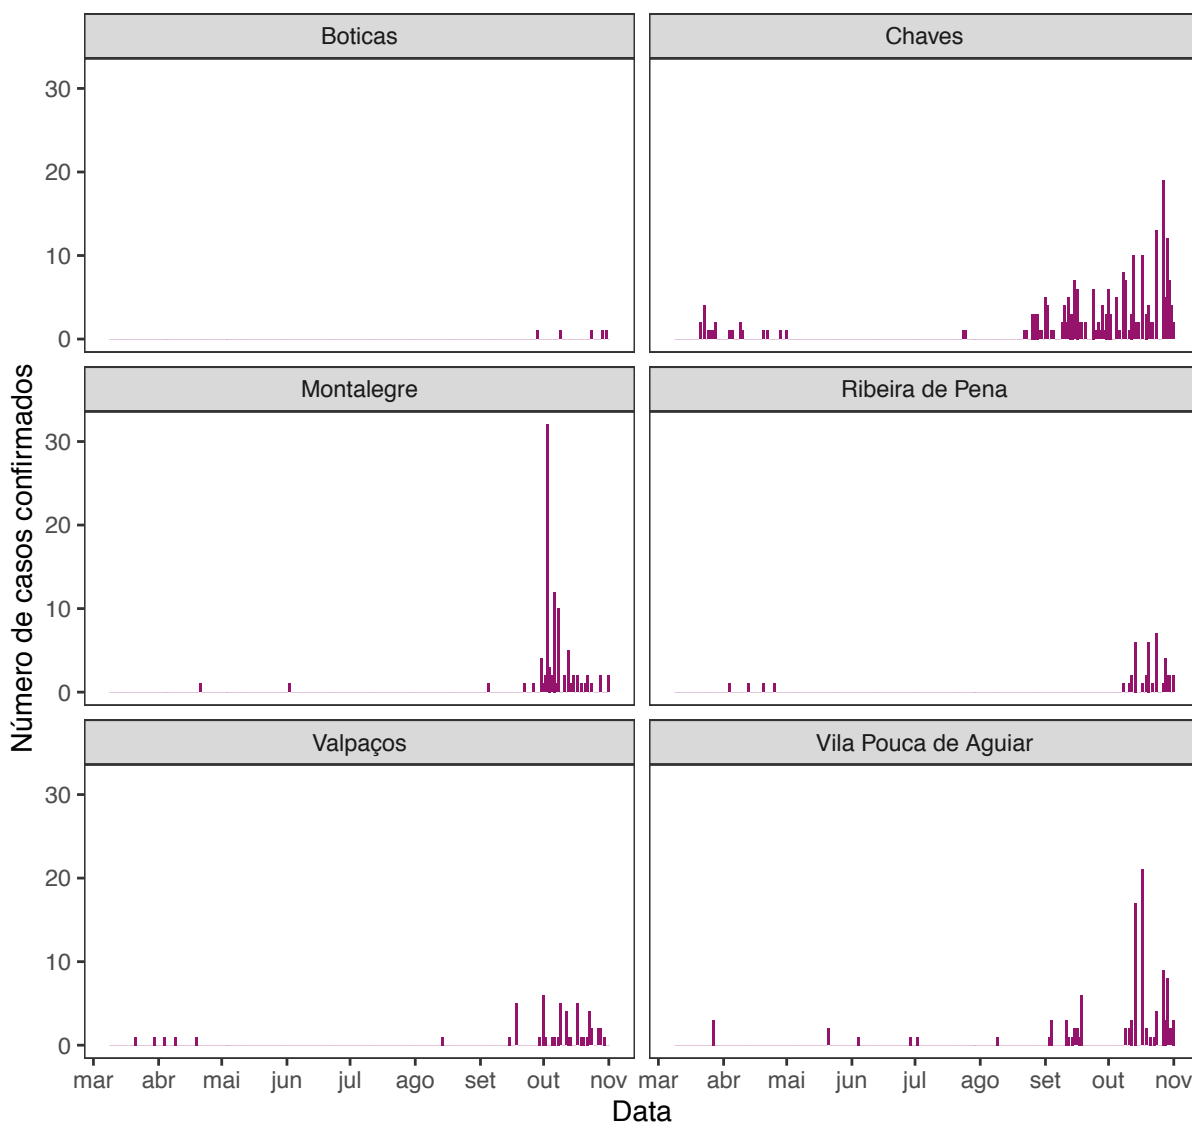 Boticas
Chaves
30
20
10
0
Montalegre
Ribeira de Pena
30
20
10
0
Valpaços
Vila Pouca de Aguiar
30
20
10
0
mar abr mai jun jul ago set out nov
mar abr mai jun jul ago set out nov
Data
Número de casos confirmados